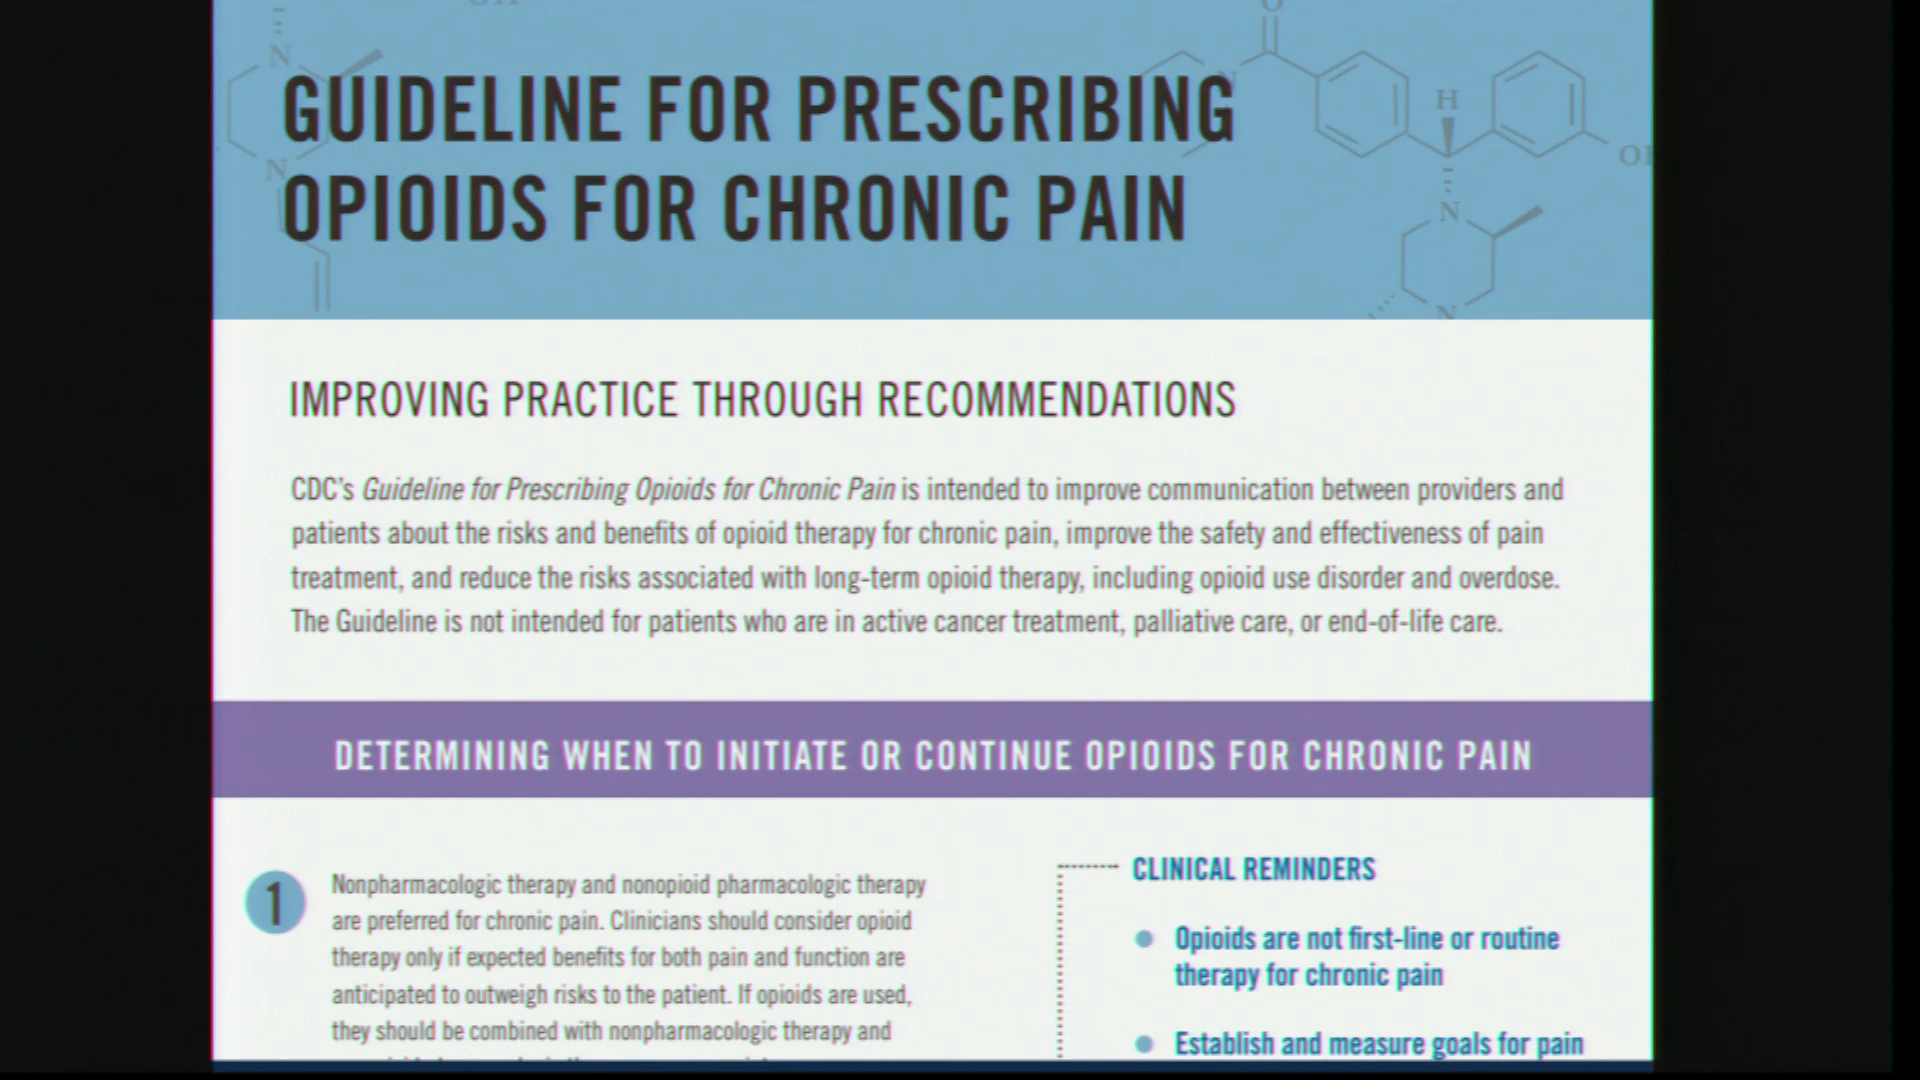 GUIDELINE FOR PRESCRIBING
OPIOIDS FOR CHRONIC PAIN
IMPROVING PRACTICE THROUGH RECOMMENDATIONS
CDC's Guideline for Prescribing Opioids for Chronic Pain is intended to improve communication between providers and
patients about the risks and benefits of opioid therapy for chronic pain, improve the safety and effectiveness of pain
treatment, and reduce the risks associated with long-term opioid therapy, including opioid use disorder and overdose.
The Guideline is not intended for patients who are in active cancer treatment, palliative care, or end-of-life care.
DETERMINING WHEN TO INITIATE OR CONTINUE OPIOIDS FOR CHRONIC PAIN
1
Nonpharmacologic therapy and nonopioid pharmacologic therapy
are preferred for chronic pain. Clinicians should consider opioid
therapy only if expected benefits for both pain and function are
anticipated to outweigh risks to the patient. If opioids are used,
they should be combined with nonpharmacologic therapy and
CLINICAL REMINDERS
Opioids are not first-line or routine
therapy for chronic pain
Establish and measure goals for pain
N
N
O
N
H
OH
N
N